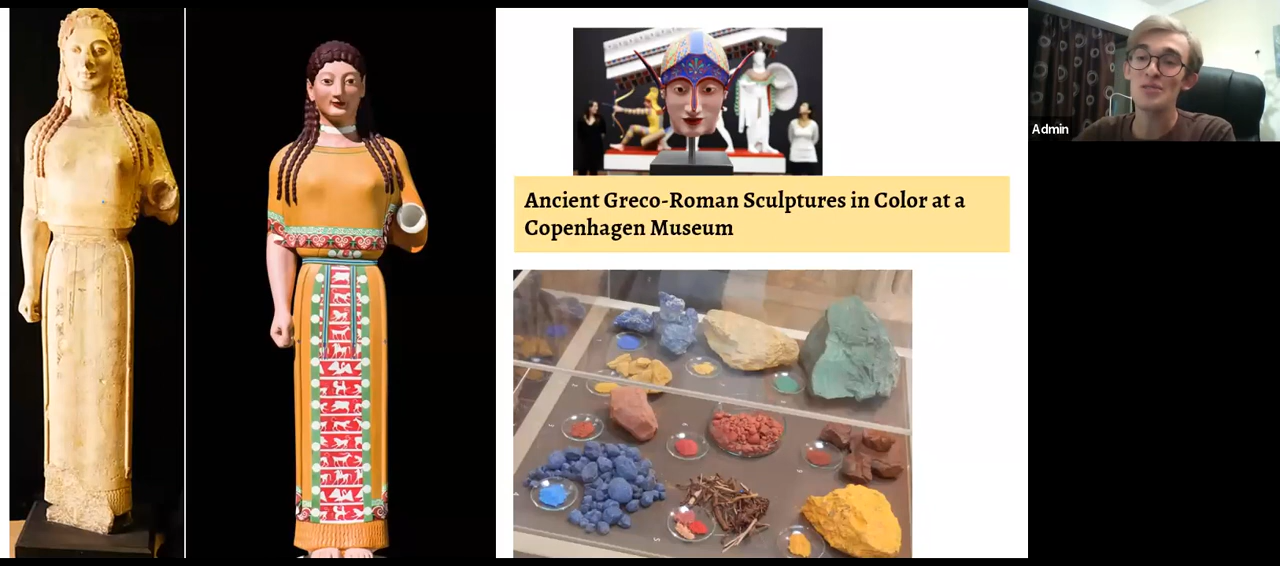 Ancient Greco-Roman Sculptures in Color at a
Copenhagen Museum
Admin